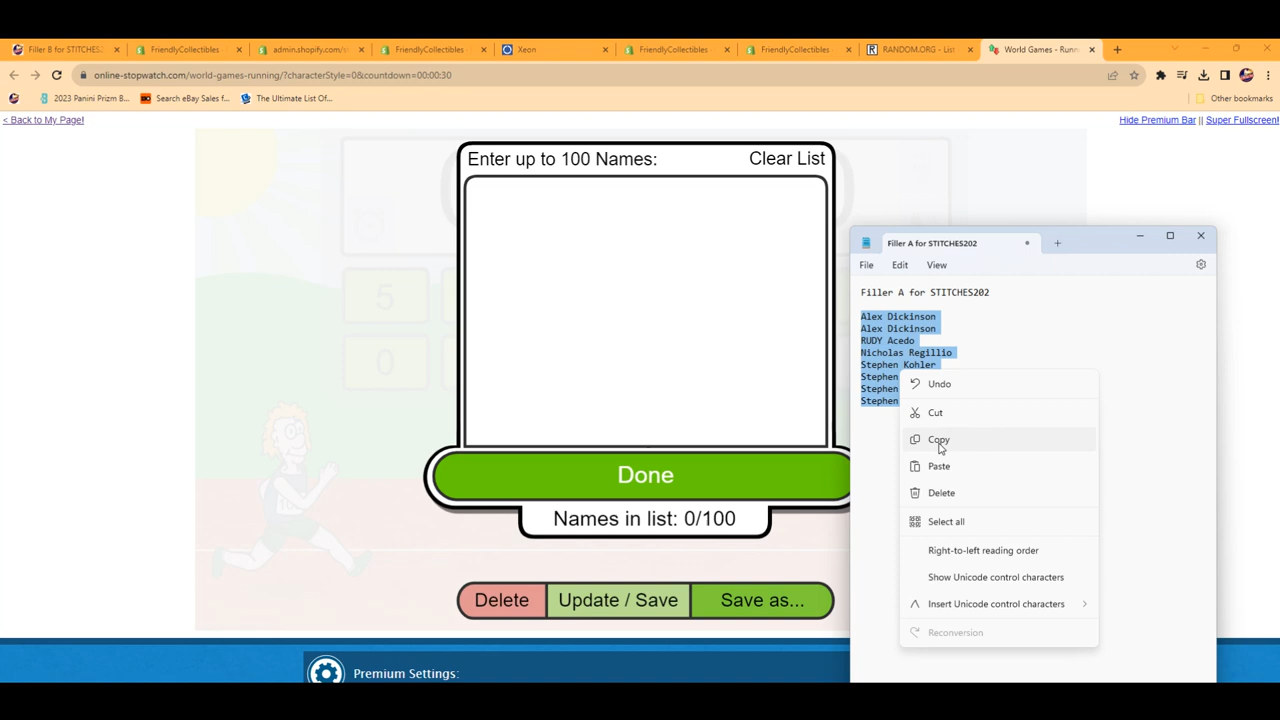 Filler B for STITCHES202
FriendlyCollectibles -
admin.shopify.com/s
FriendlyCollectibles -
Xeon
FriendlyCollectibles
FriendlyCollectibles -
RANDOM.ORG - List
World Games - Runn
online-stopwatch.com/world-games-running/?characterStyle=0&countdown=00:00:30
2023 Panini Prizm B...
Search eBay Sales f...
The Ultimate List Of...
Other bookmarks
< Back to My Page!
Hide Premium Bar || Super Fullscreen!
Enter up to 100 Names:
Clear List
5
0
Done
Names in list: 0/100
Delete
Update / Save
Save as...
Premium Settings:
Filler A for STITCHES202
File
Edit
View
Filler A for STITCHES202
Alex Dickinson
Alex Dickinson
RUDY Acedo
Nicholas Regillio
Stephen Kohler
Stephen
Stephen
Stephen
Undo
Cut
Copy
Paste
Delete
Select all
Right-to-left reading order
Show Unicode control characters
Insert Unicode control characters
Reconversion